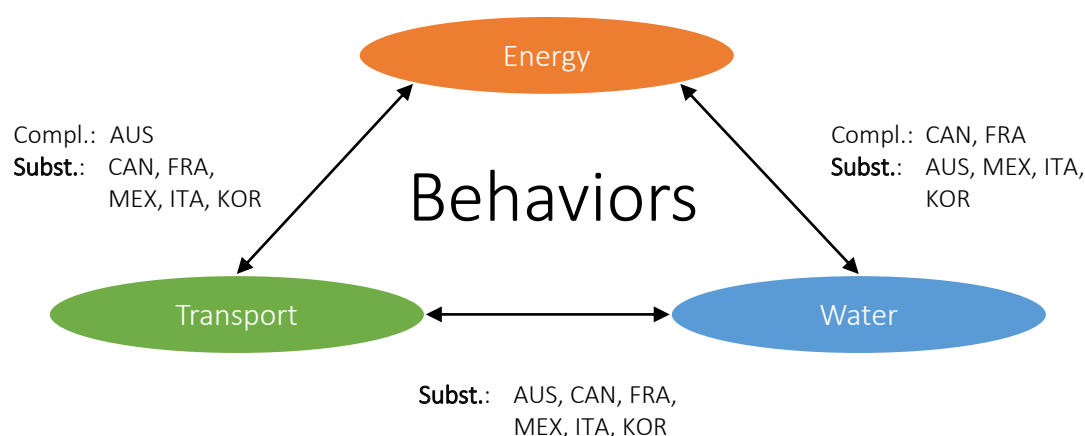 Energy
Compl.: AUS
Subst.: CAN, FRA,
MEX, ITA, KOR
Compl.: CAN, FRA
Subst.: AUS, MEX, ITA,
KOR
Behaviors
Transport
Water
Subst.: AUS, CAN, FRA,
MEX, ITA, KOR